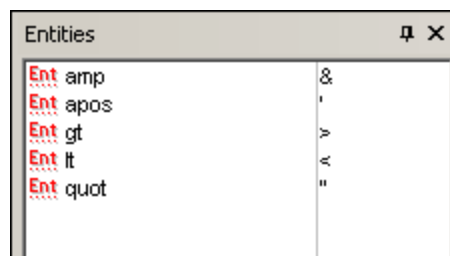 Entities
Ent amp &
Ent apos '
Ent gt >
Ent lt <
Ent quot "